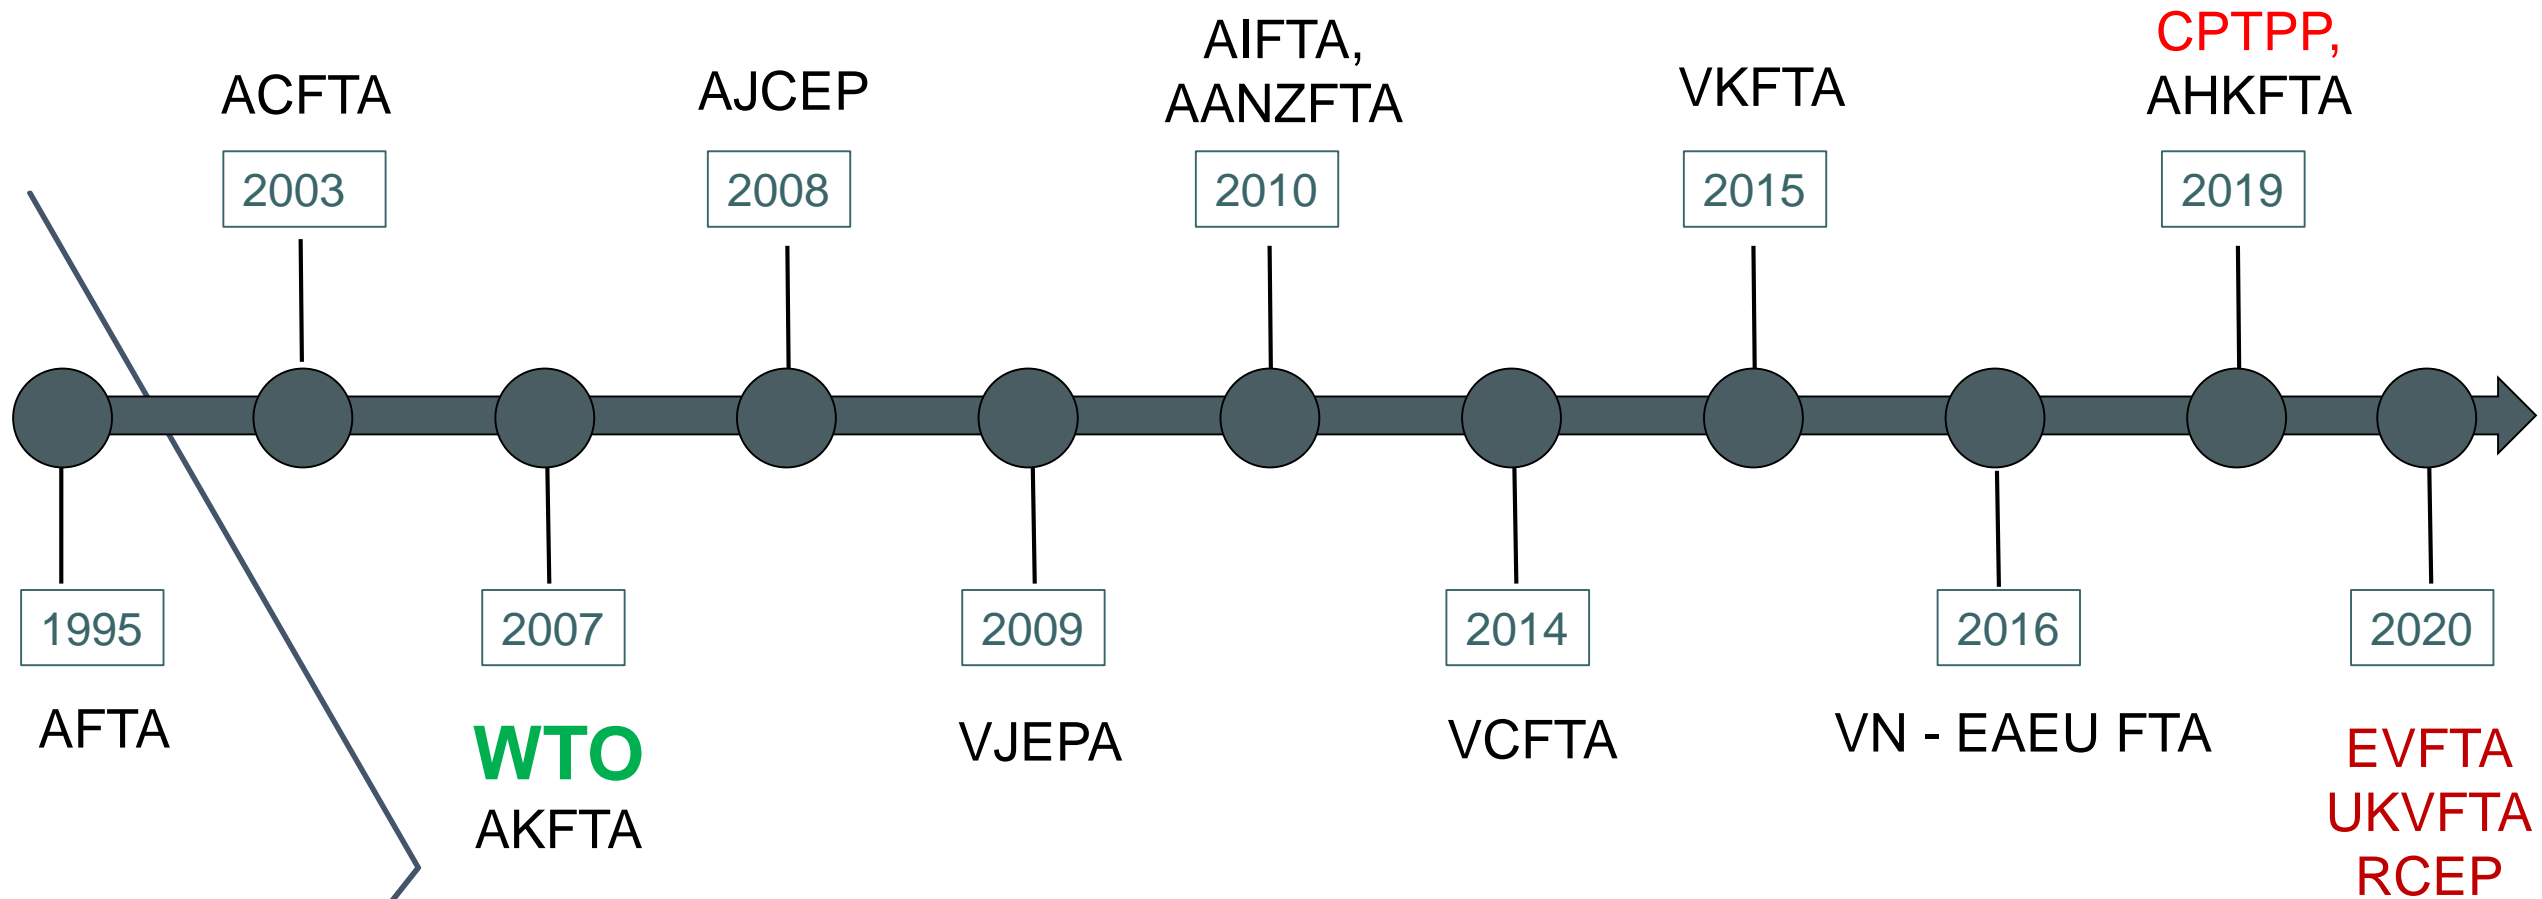 ACFTA
2003
AJCEP
2008
AIFTA,
AANZFTA
2010
VKFTA
2015
CPTPP,
AHKFTA
2019
1995
AFTA
2007
WTO
AKFTA
2009
VJEPA
2014
VCFTA
2016
VN - EAEU FTA
2020
EVFTA
UKVFTA
RCEP